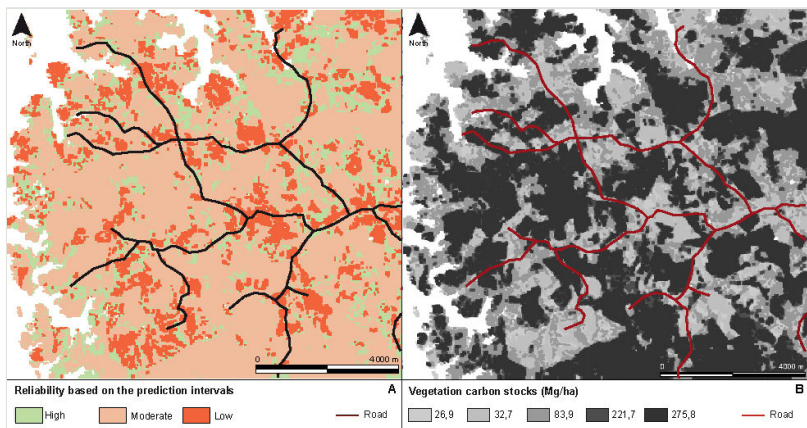 North
North
0 4000 m
0 4000 m
Reliability based on the prediction intervals A
High Moderate Low Road
Vegetation carbon stocks (Mg/ha) B
26,9 32,7 83,9 221,7 275,8 Road